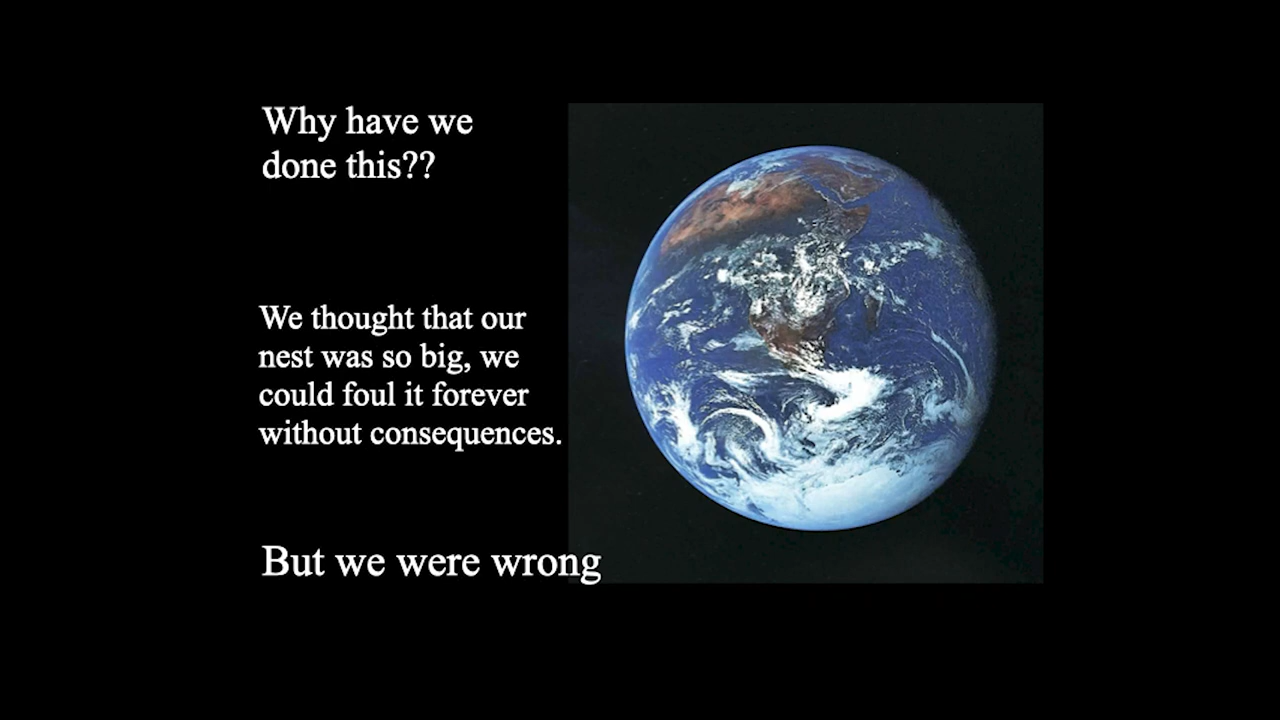 Why have we
done this??
We thought that our
nest was so big, we
could foul it forever
without consequences.
But we were wrong